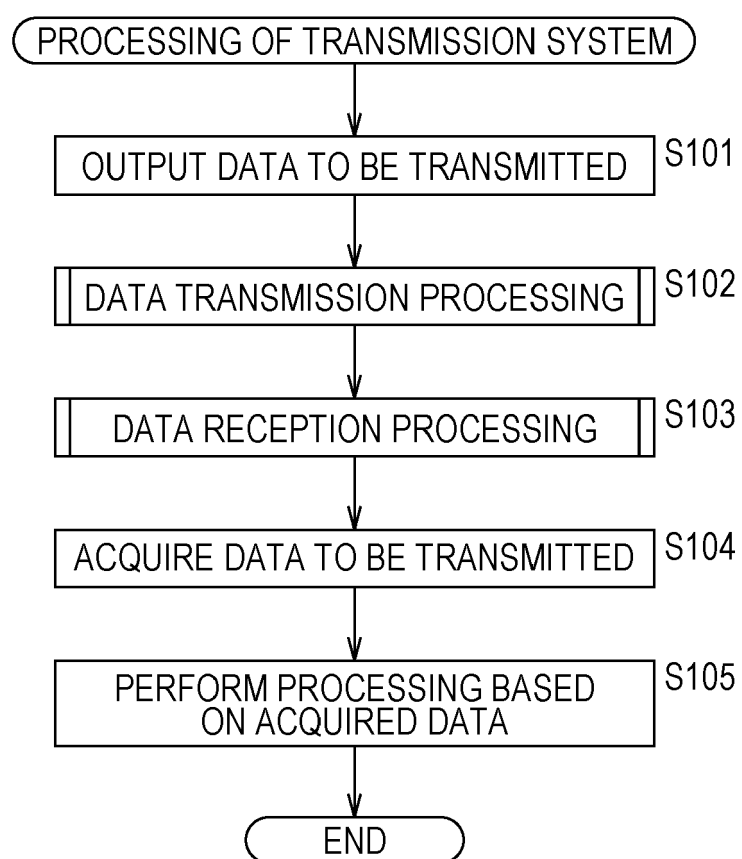 PROCESSING OF TRANSMISSION SYSTEM
OUTPUT DATA TO BE TRANSMITTED
S101
DATA TRANSMISSION PROCESSING
S102
DATA RECEPTION PROCESSING
S103
ACQUIRE DATA TO BE TRANSMITTED
S104
PERFORM PROCESSING BASED
ON ACQUIRED DATA
S105
END